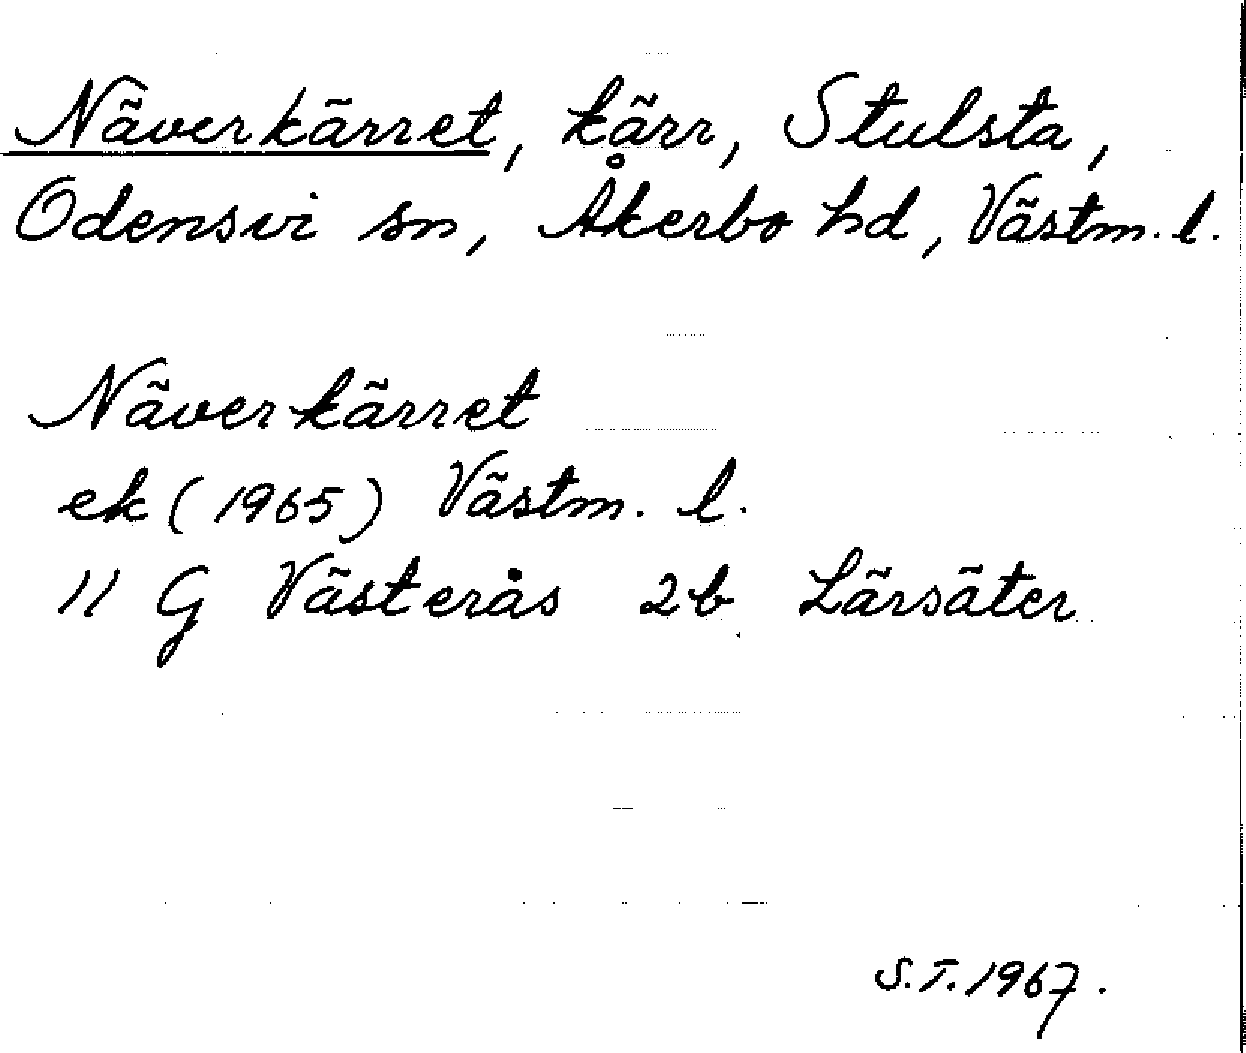 Näverkärret, kärr, Stulsta,
Odensvi sn, Åkerbo hd, Västm. l.
Näverkärret
ek (1965) Västm. l.
11 G Västerås 2b Lärsäter
S.T. 1967.